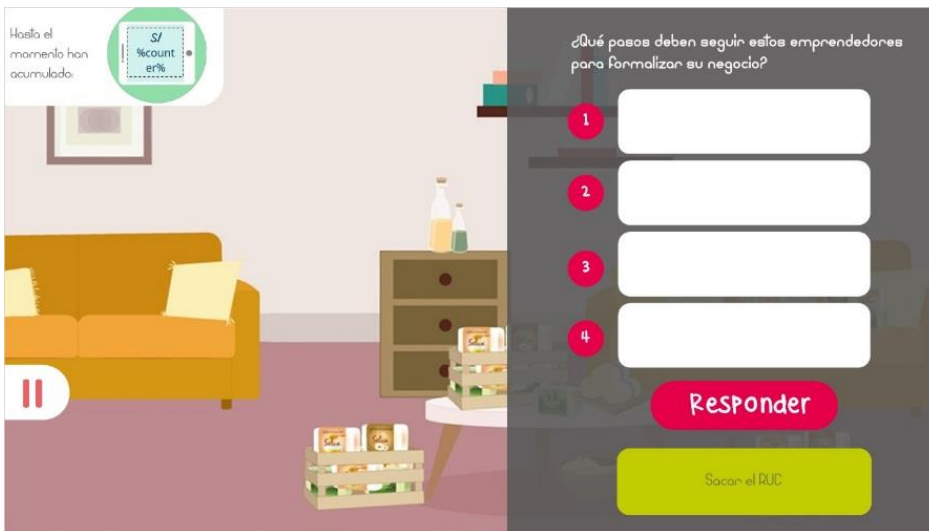 Hasta el
momento han
acumulado:
S/
%count
er%
¿Qué pasos deben seguir estos emprendedores
para formalizar su negocio?
1
2
3
4
Responder
Sacar el RUC